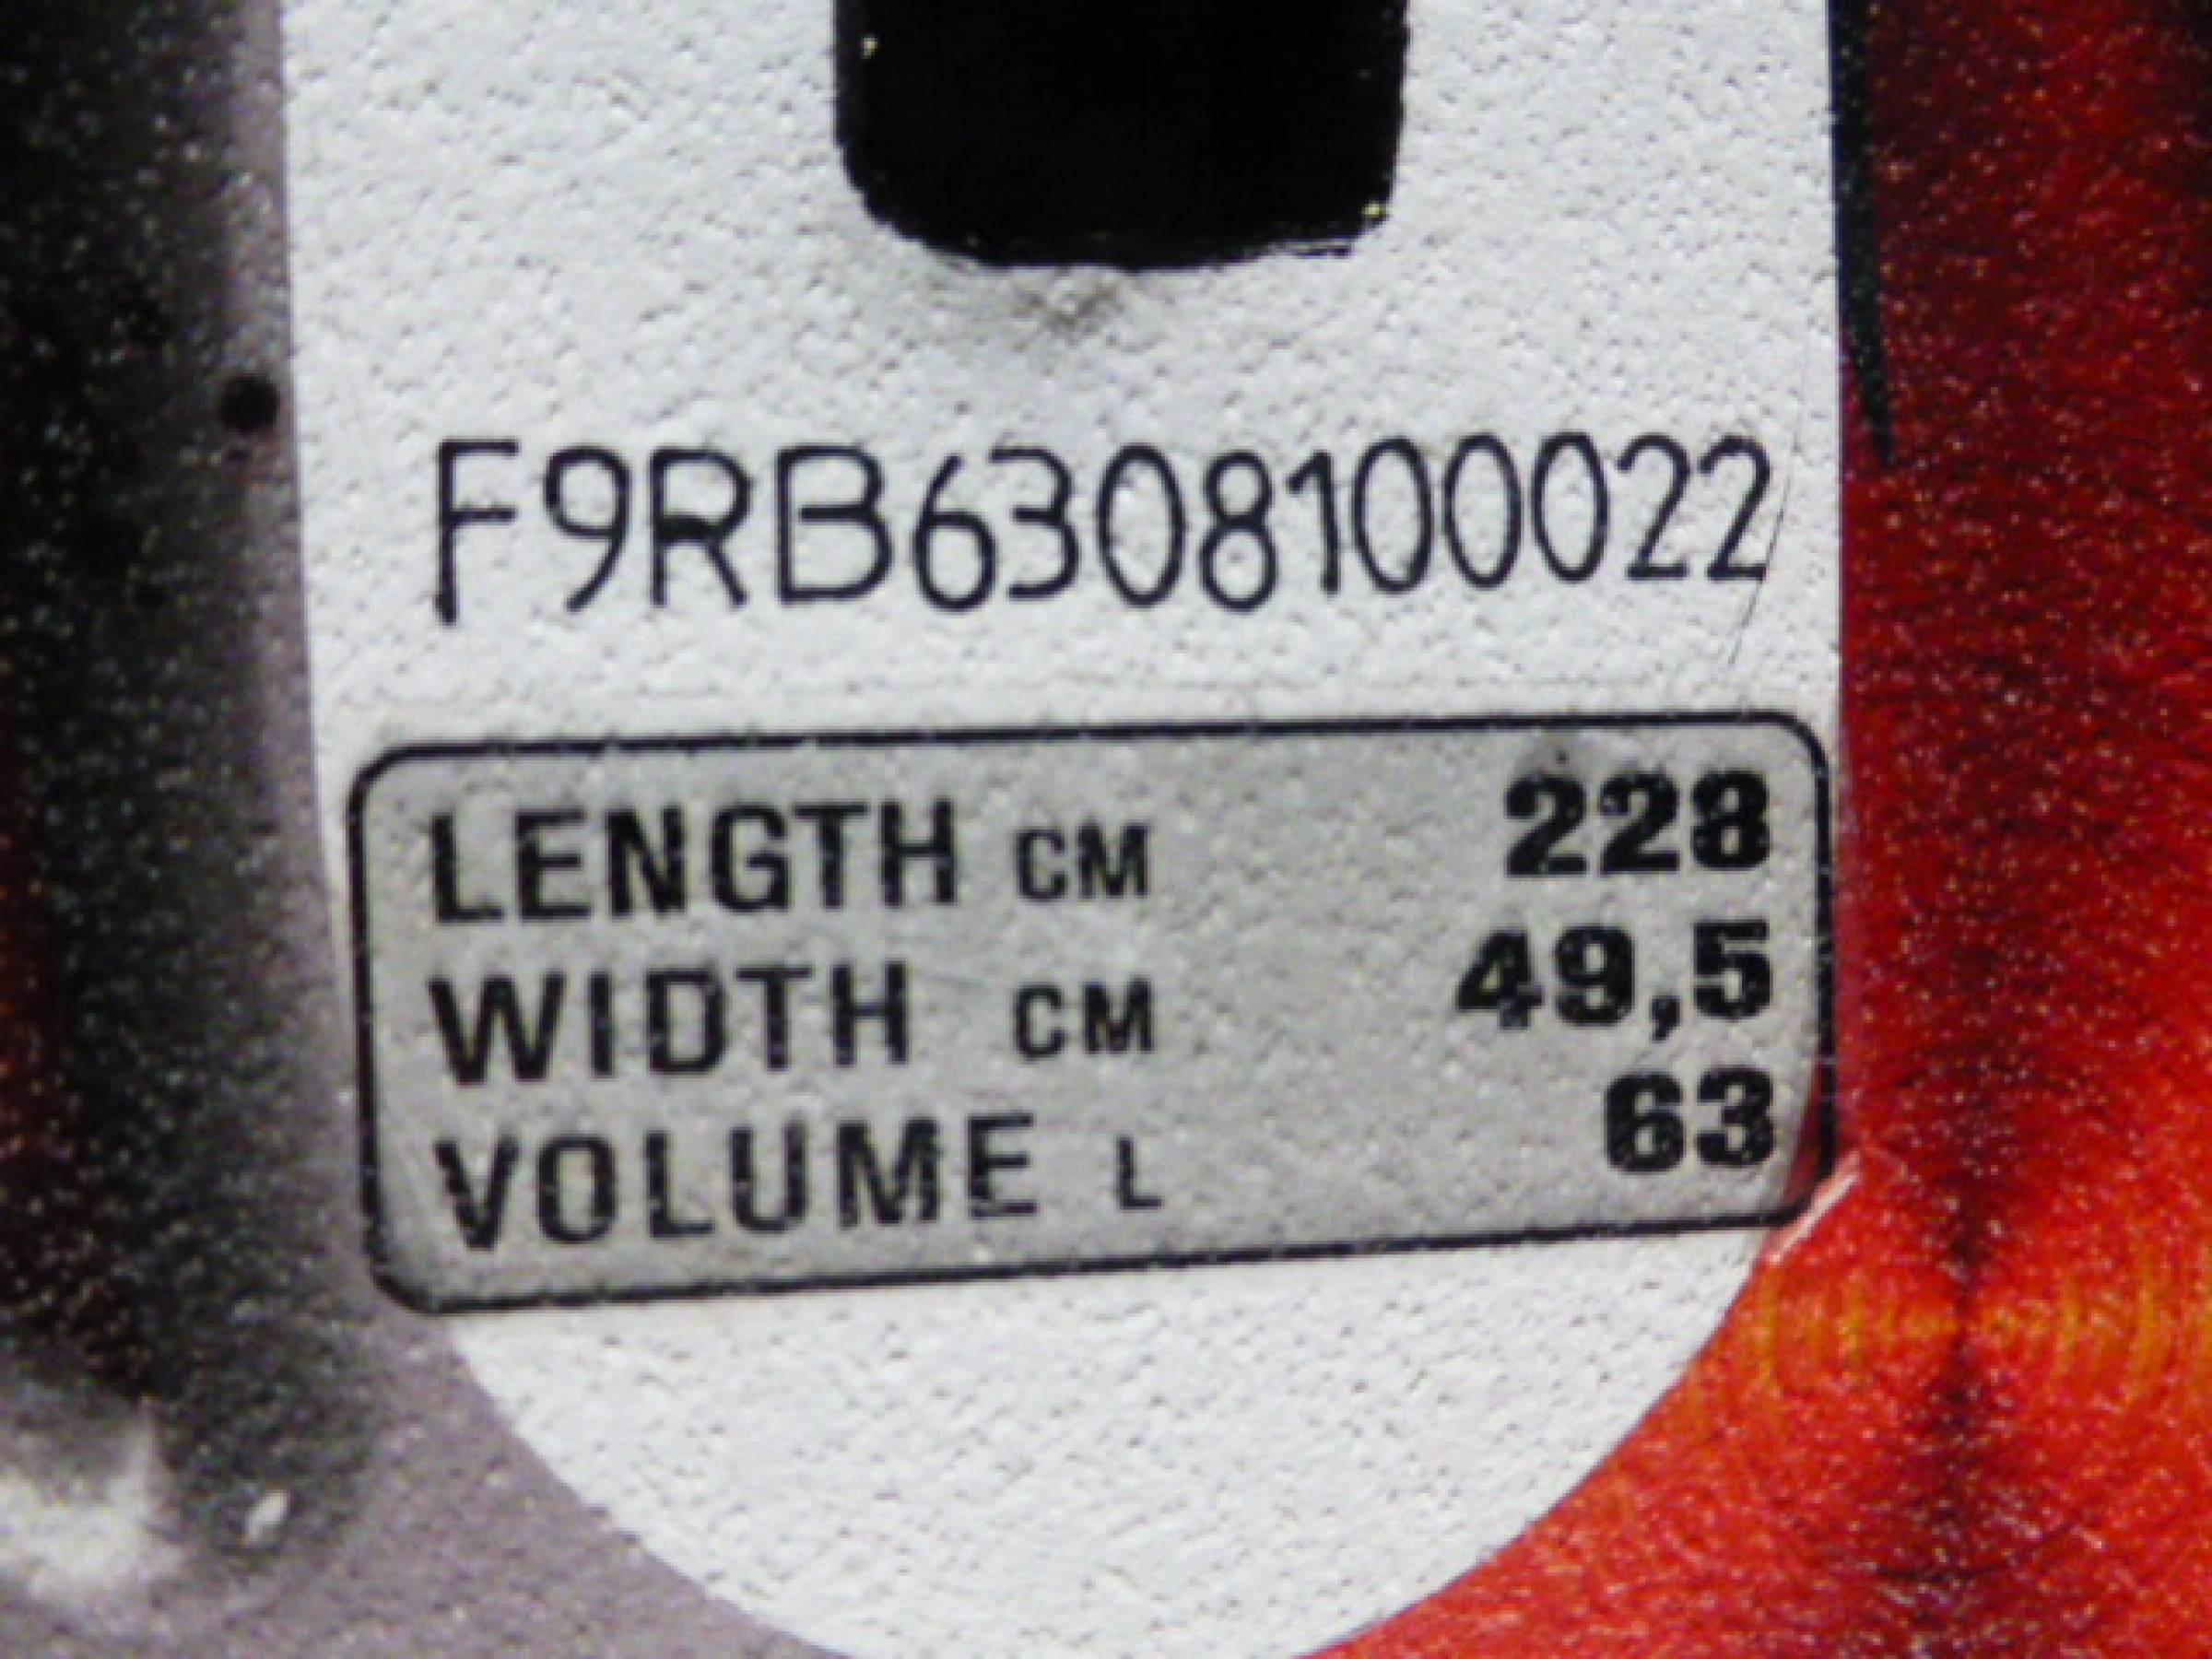 F9RB6308100022
LENGTH CM 228
WIDTH CM 49,5
VOLUME L 63